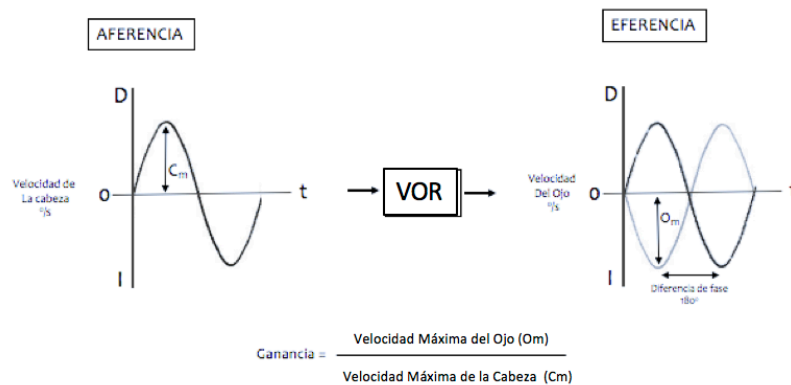 AFERENCIA
EFERENCIA
D
Velocidad de
La cabeza
º/s
Cm
O
t
I
VOR
D
Velocidad
Del Ojo
º/s
O
Om
I
Diferencia de fase
180º
Ganancia =
Velocidad Máxima del Ojo (Om)
Velocidad Máxima de la Cabeza (Cm)